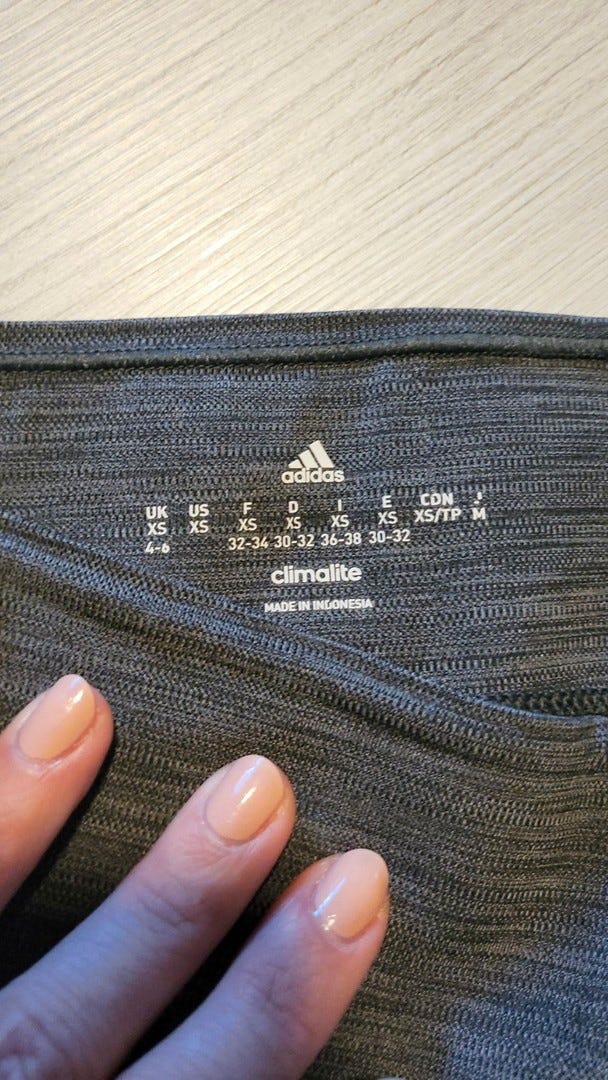 adidas
UK US F D I E CDN J
XS XS XS XS XS XS XS/TP M
4-6 32-34 30-32 36-38 30-32
climalite
MADE IN INDONESIA